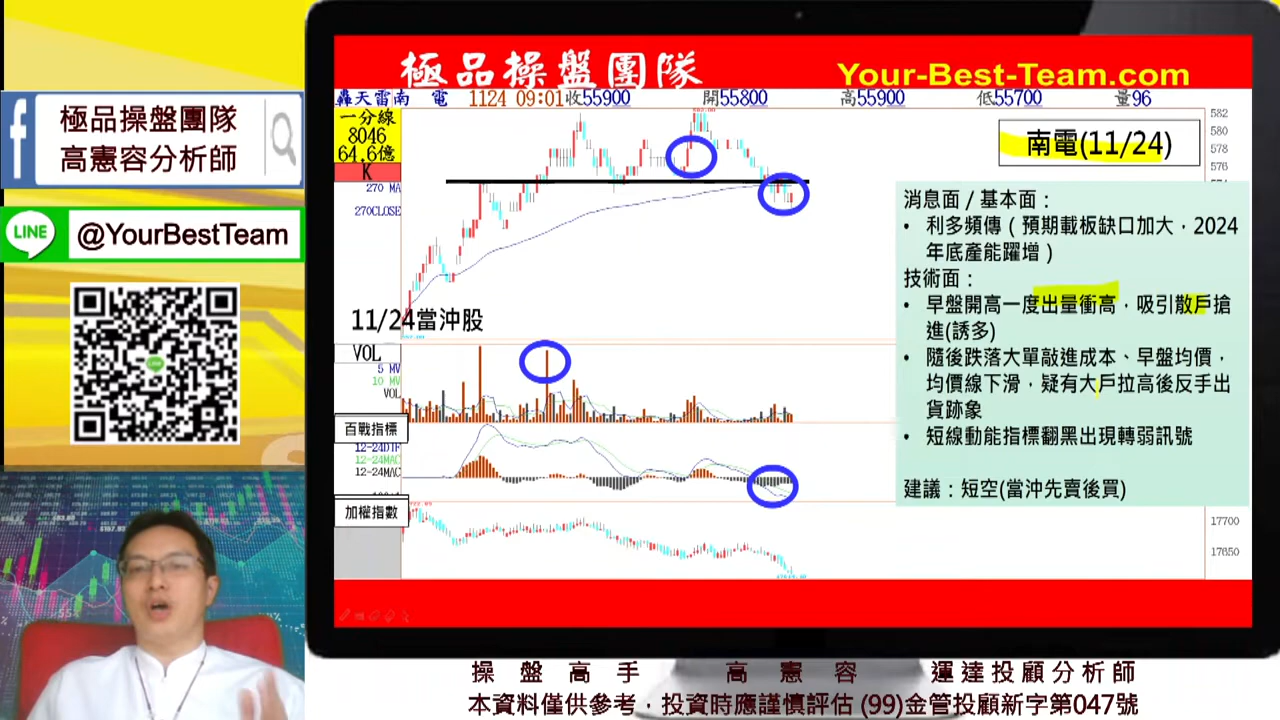 極品操盤團隊
高憲容分析師
LINE
@YourBestTeam
極品操盤團隊
Your-Best-Team.com
轟天雷南 電 1124 09:01收55900 開55800 高55900 低55700 量96
一分線
8046
64.6億
K
270 MA
270CLOSE
582
580
578
576
南電(11/24)
11/24當沖股
VOL
5 MV
10 MV
VOL
百戰指標
12-24DIF
12-24MAC
12-24MAC
加權指數
17700
17650
消息面 / 基本面：
• 利多頻傳（預期載板缺口加大，2024
年底產能躍增）
技術面：
• 早盤開高一度出量衝高，吸引散戶搶
進(誘多)
• 隨後跌落大單敲進成本、早盤均價，
均價線下滑，疑有大戶拉高後反手出
貨跡象
• 短線動能指標翻黑出現轉弱訊號
建議：短空(當沖先賣後買)
操盤高手 高憲容 運達投顧分析師
本資料僅供參考，投資時應謹慎評估 (99)金管投顧新字第047號